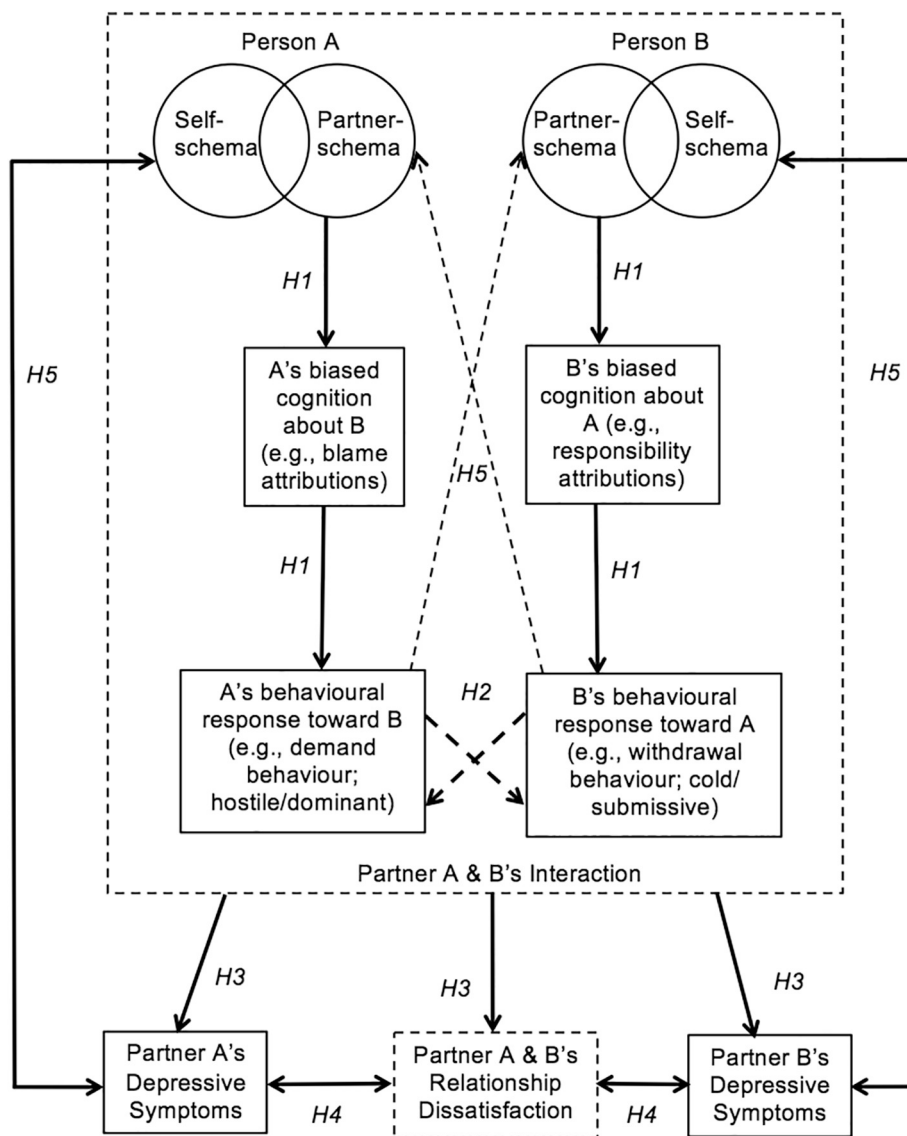 Person A
Person B
Self-
schema
Partner-
schema
Partner-
schema
Self-
schema
H1
H1
H5
H5
A's biased
cognition
about B
(e.g., blame
attributions)
B's biased
cognition about
A (e.g.,
responsibility
attributions)
H5
H1
H1
A's behavioural
response toward B
(e.g., demand
behaviour;
hostile/dominant)
H2
B's behavioural
response toward A
(e.g., withdrawal
behaviour; cold/
submissive)
Partner A & B's Interaction
H3
H3
H3
Partner A's
Depressive
Symptoms
H4
Partner A & B's
Relationship
Dissatisfaction
H4
Partner B's
Depressive
Symptoms